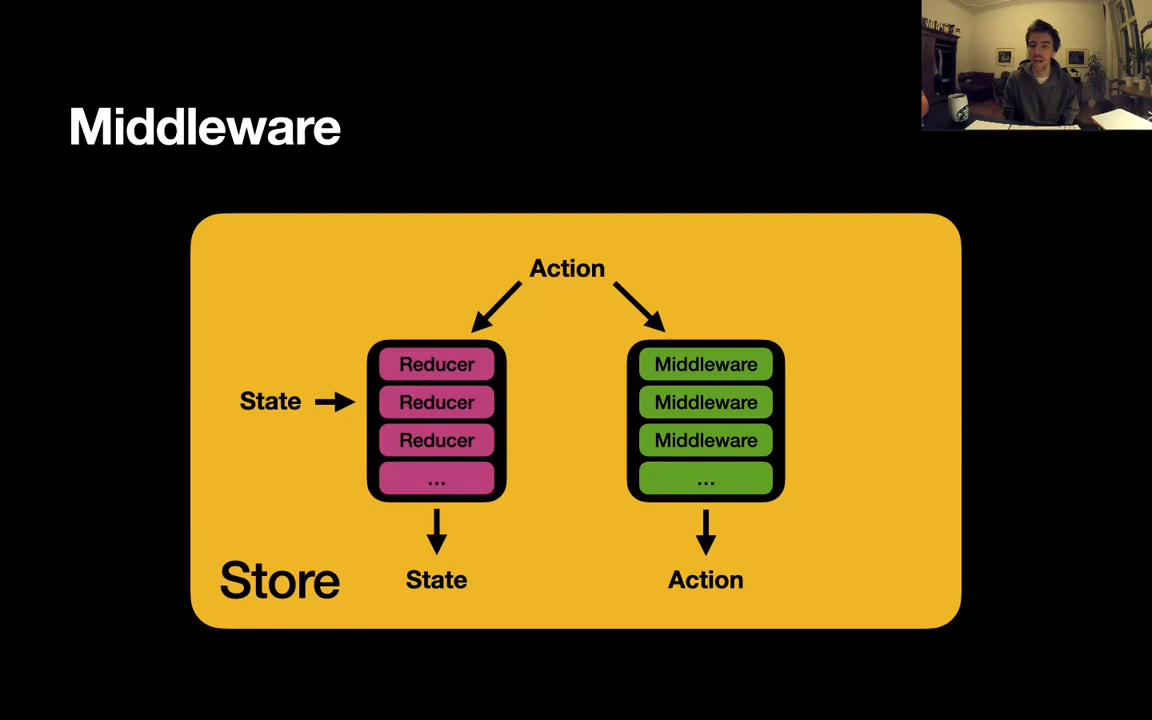 Middleware
Action
Reducer
Reducer
Reducer
...
Middleware
Middleware
Middleware
...
State
State
Action
Store